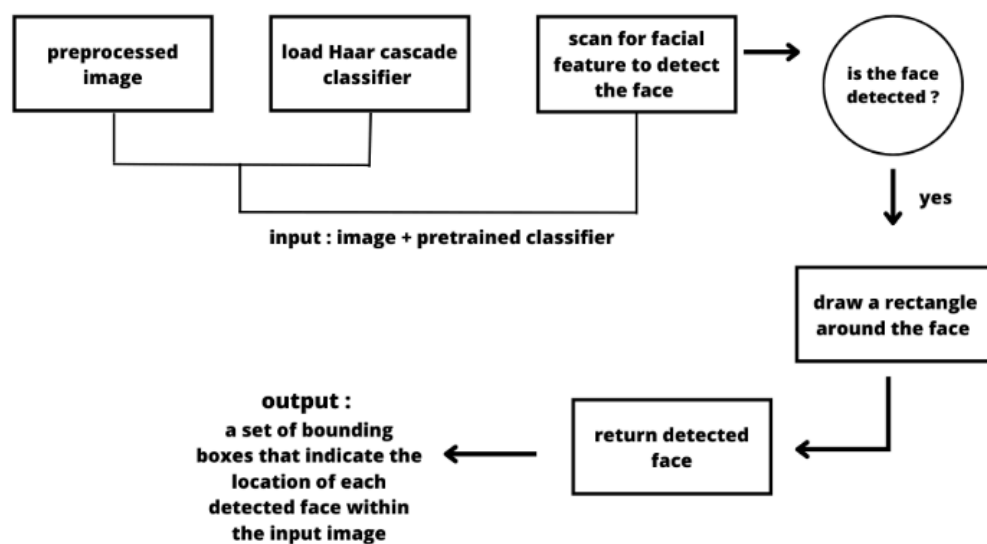 preprocessed
image
load Haar cascade
classifier
scan for facial
feature to detect
the face
is the face
detected ?
yes
input : image + pretrained classifier
draw a rectangle
around the face
return detected
face
output :
a set of bounding
boxes that indicate the
location of each
detected face within
the input image